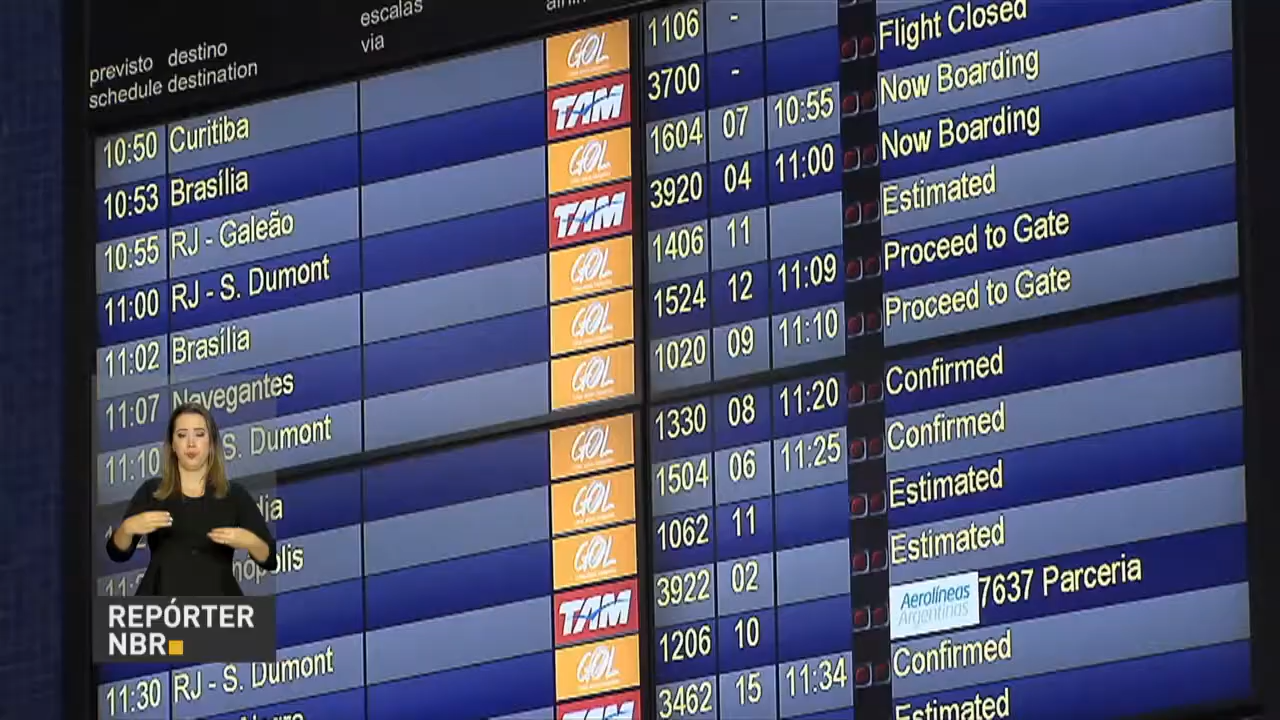 escalas
previsto destino via
schedule destination
10:50 Curitiba GOL 1106 -
10:53 Brasília TAM 3700 - Flight Closed
10:55 RJ - Galeão GOL 1604 07 10:55 Now Boarding
11:00 RJ - S. Dumont TAM 3920 04 11:00 Now Boarding
11:02 Brasília GOL 1406 11 Estimated
11:07 Navegantes GOL 1524 12 11:09 Proceed to Gate
11:10 S. Dumont GOL 1020 09 11:10 Proceed to Gate
GOL 1330 08 11:20 Confirmed
GOL 1504 06 11:25 Confirmed
GOL 1062 11 Estimated
11:30 RJ - S. Dumont TAM 3922 02 Estimated
GOL 1206 10 Aerolíneas Argentinas 7637 Parceria
TAM 3462 15 11:34 Confirmed
Estimated
REPÓRTER
NBR